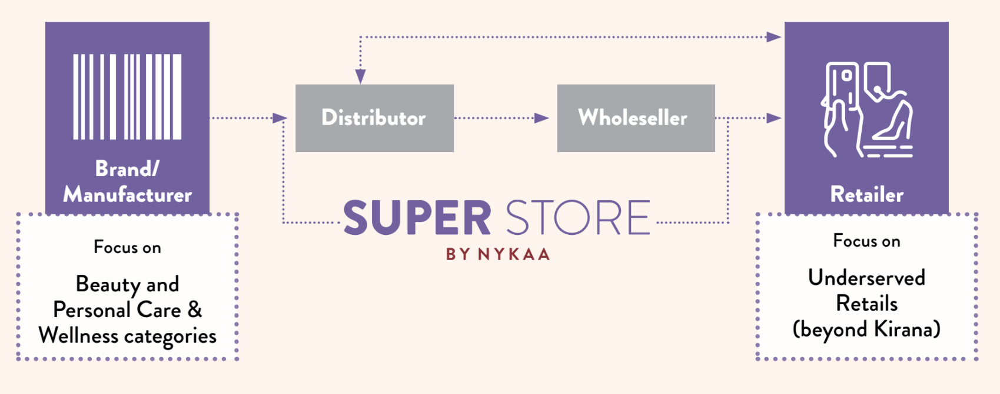 Brand/
Manufacturer
Focus on
Beauty and
Personal Care &
Wellness categories
Distributor
Wholeseller
SUPER STORE
BY NYKAA
Retailer
Focus on
Underserved
Retails
(beyond Kirana)